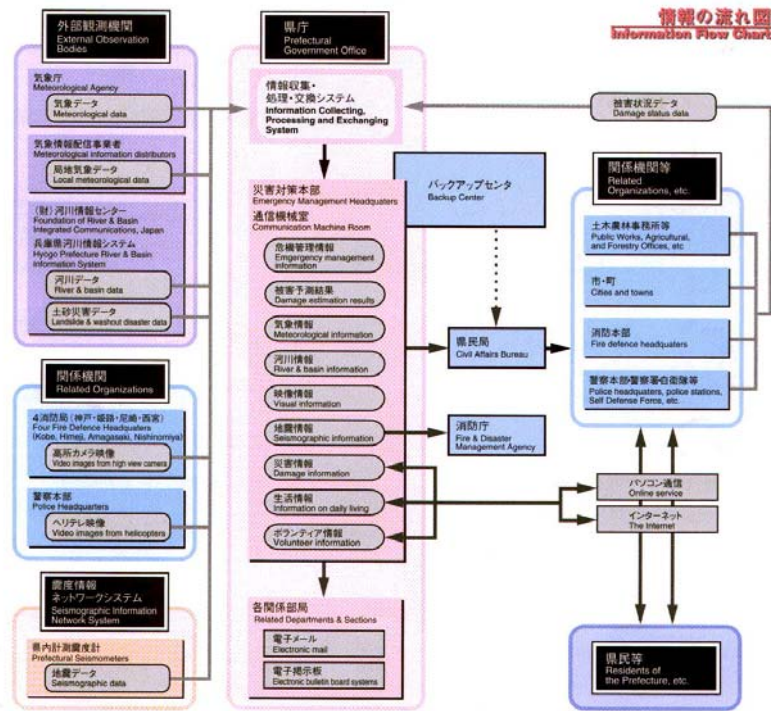 情報の流れ図
Information Flow Chart
外部観測機関
External Observation
Bodies
気象庁
Meteorological Agency
気象データ
Meteorological data
気象情報配信事業者
Meteorological information distributors
局地気象データ
Local meteorological data
(財)河川情報センター
Foundation of River & Basin
Integrated Communications, Japan
兵庫県河川情報システム
Hyogo Prefecture River & Basin
Information System
河川データ
River & basin data
土砂災害データ
Landslide & washout disaster data
関係機関
Related Organizations
4消防局(神戸・姫路・尼崎・西宮)
Four Fire Defence Headquaters
(Kobe, Himeji, Amagasaki, Nishinomiya)
高所カメラ映像
Video images from high view camera
警察本部
Police Headquarters
ヘリテレ映像
Video images from helicopters
震度情報
ネットワークシステム
Seismographic Information
Network System
県内計測震度計
Prefectural Seismometers
地震データ
Seismographic data
県庁
Prefectural
Government Office
情報収集・
処理・交換システム
Information Collecting,
Processing and Exchanging
System
災害対策本部
Emergency Management Headquaters
通信機械室
Communication Machine Room
危機管理情報
Emgergency management
information
被害予測結果
Damage estimation results
気象情報
Meteorological information
河川情報
River & basin information
映像情報
Visual information
地震情報
Seismographic information
災害情報
Damage information
生活情報
Information on daily living
ボランティア情報
Volunteer information
各関係部局
Related Departments & Sections
電子メール
Electronic mail
電子掲示板
Electronic bulletin board systems
バックアップセンタ
Backup Center
県民局
Civil Affairs Bureau
消防庁
Fire & Disaster
Management Agency
被害状況データ
Damage status data
関係機関等
Related
Organizations, etc.
土木農林事務所等
Public Works, Agricultural,
and Forestry Offices, etc
市・町
Cities and towns
消防本部
Fire defence headquaters
警察本部・警察署・自衛隊等
Police headquaters, police stations,
Self Defense Force, etc.
パソコン通信
Online service
インターネット
The Internet
県民等
Residents of
the Prefecture, etc.